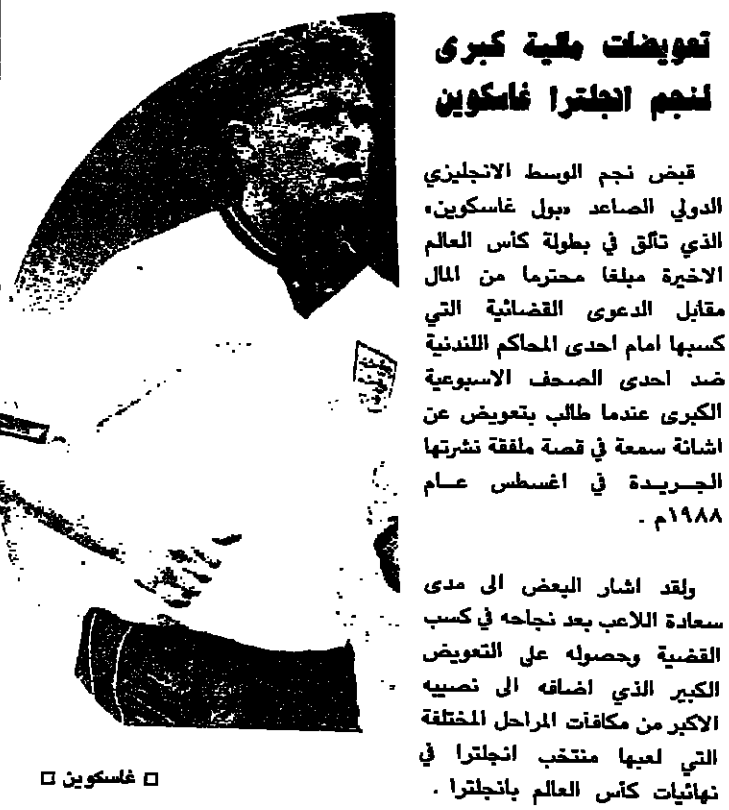 تعويضات مالية كبرى
لنجم انجلترا غاسكوين
قبض نجم الوسط الانجليزي
الدولي الصاعد «بول غاسكوين»
الذي تألق في بطولة كأس العالم
الاخيرة مبلغا محترما من المال
مقابل الدعوى القضائية التي
كسبها امام احدى المحاكم اللندنية
ضد احدى الصحف الاسبوعية
الكبرى عندما طالب بتعويض عن
اشانة سمعة في قصة ملفقة نشرتها
الجريدة في اغسطس عام
١٩٨٨م .
ولقد اشار البعض الى مدى
سعادة اللاعب بعد نجاحه في كسب
القضية وحصوله على التعويض
الكبير الذي اضافه الى نصيبه
الاكبر من مكافآت المراحل المختلفة
التي لعبها منتخب انجلترا في
نهائيات كأس العالم بانجلترا .
□ غاسكوين □